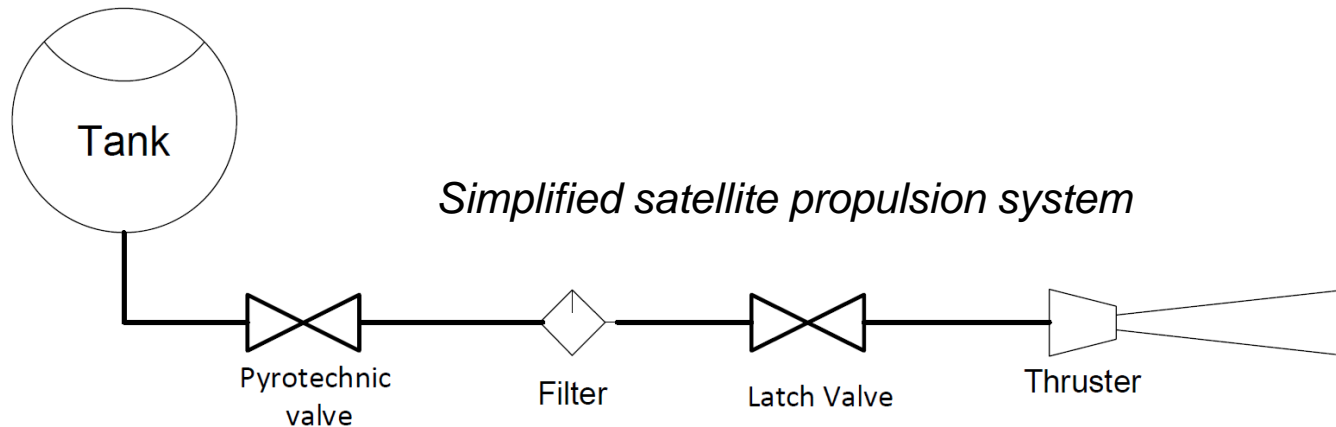 Tank
Simplified satellite propulsion system
Pyrotechnic
valve
Filter
Latch Valve
Thruster